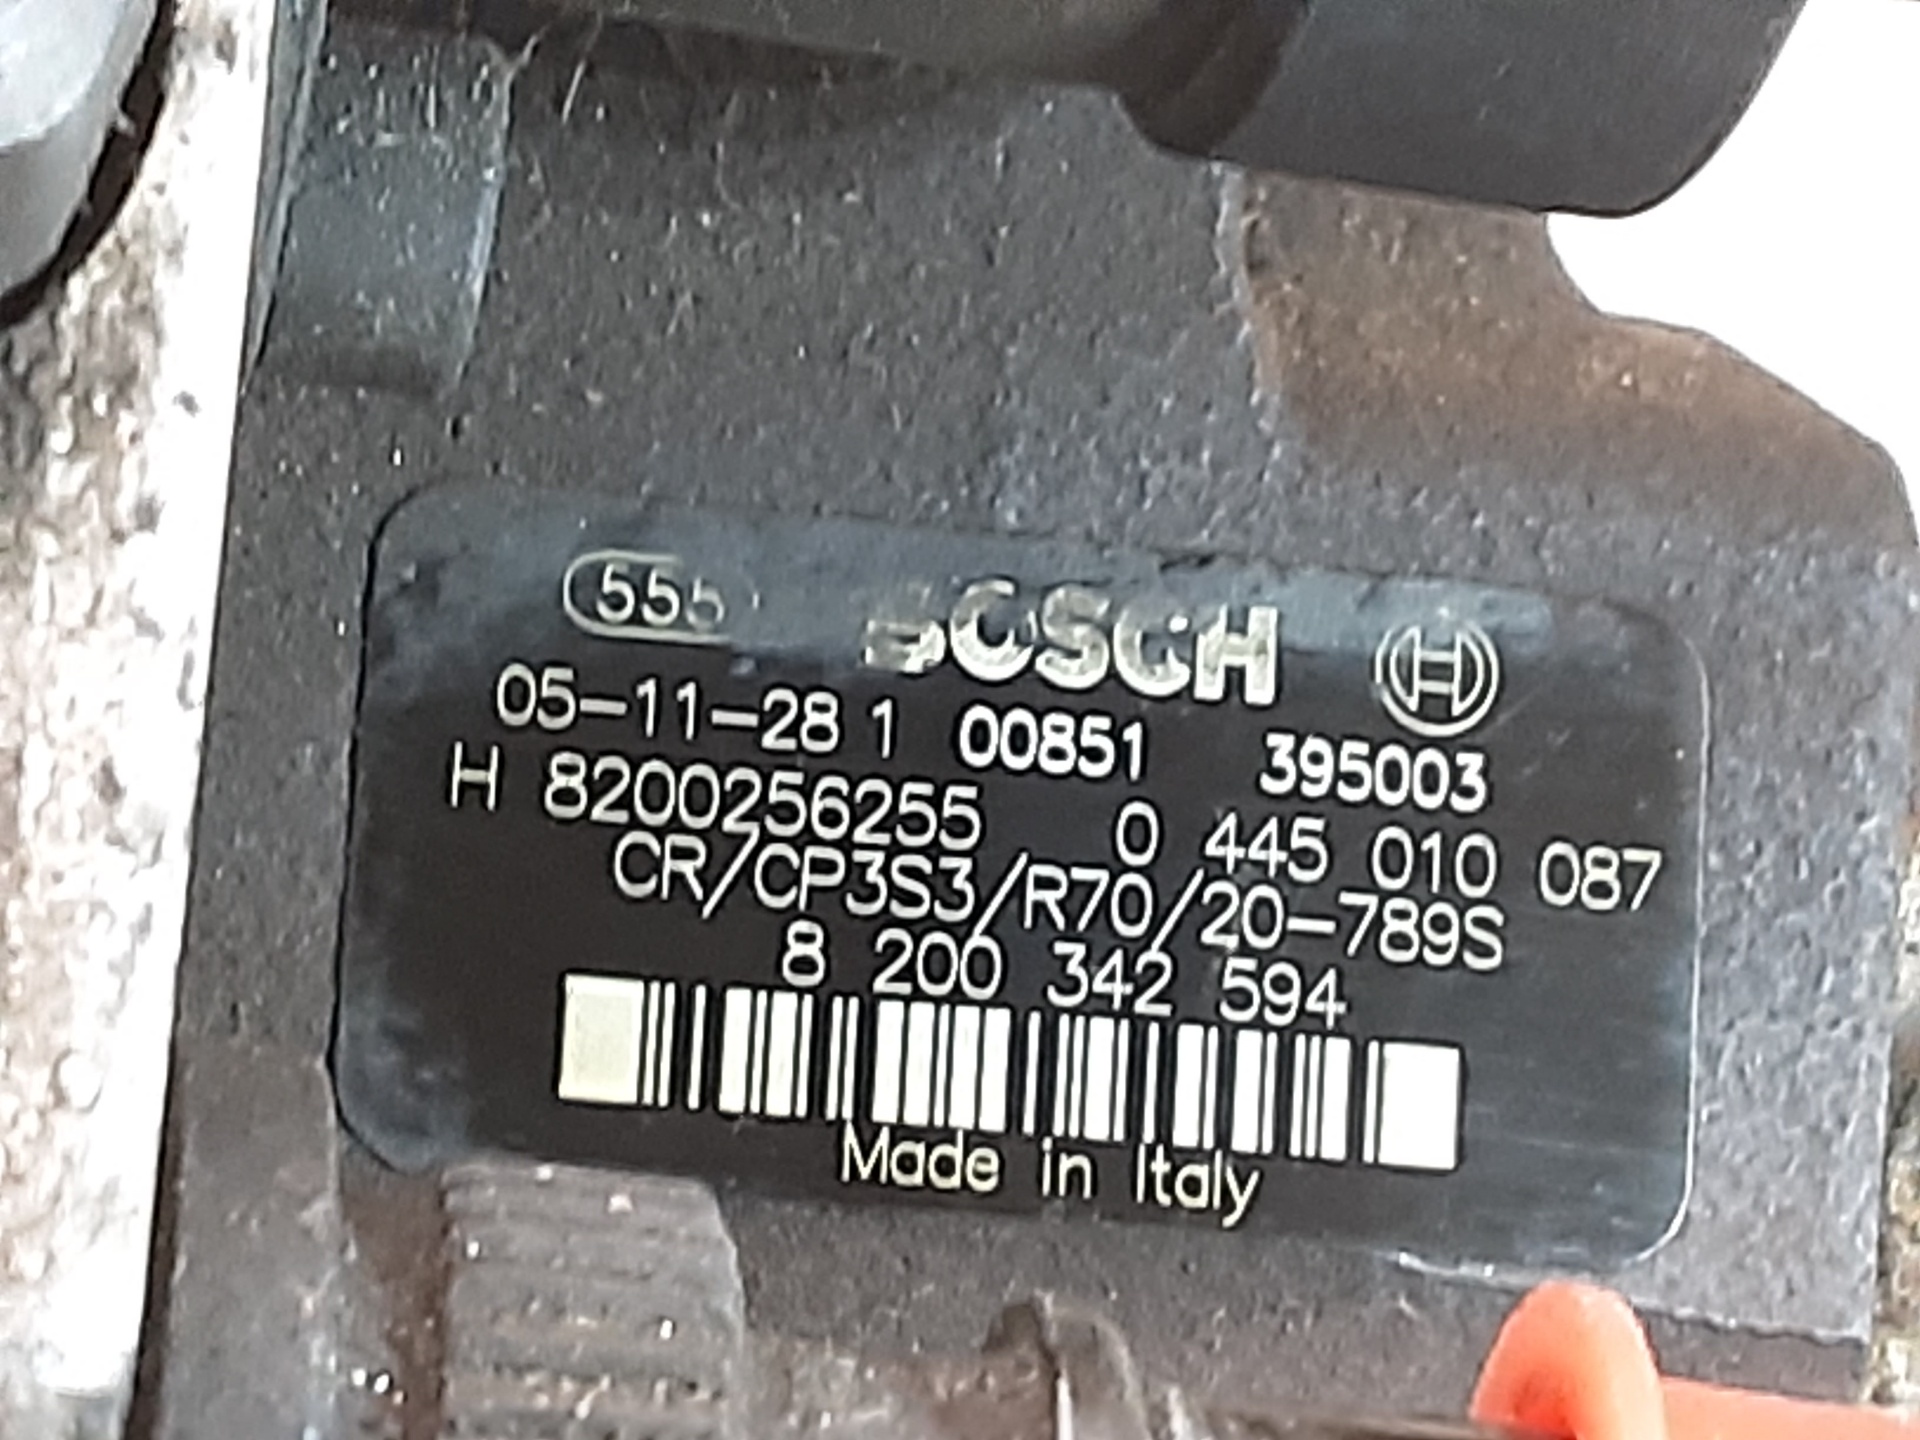 555 BOSCH
05-11-28 1 00851 395003
H 8200256255 0 445 010 087
CR/CP3S3/R70/20-789S
8 200 342 594
Made in Italy